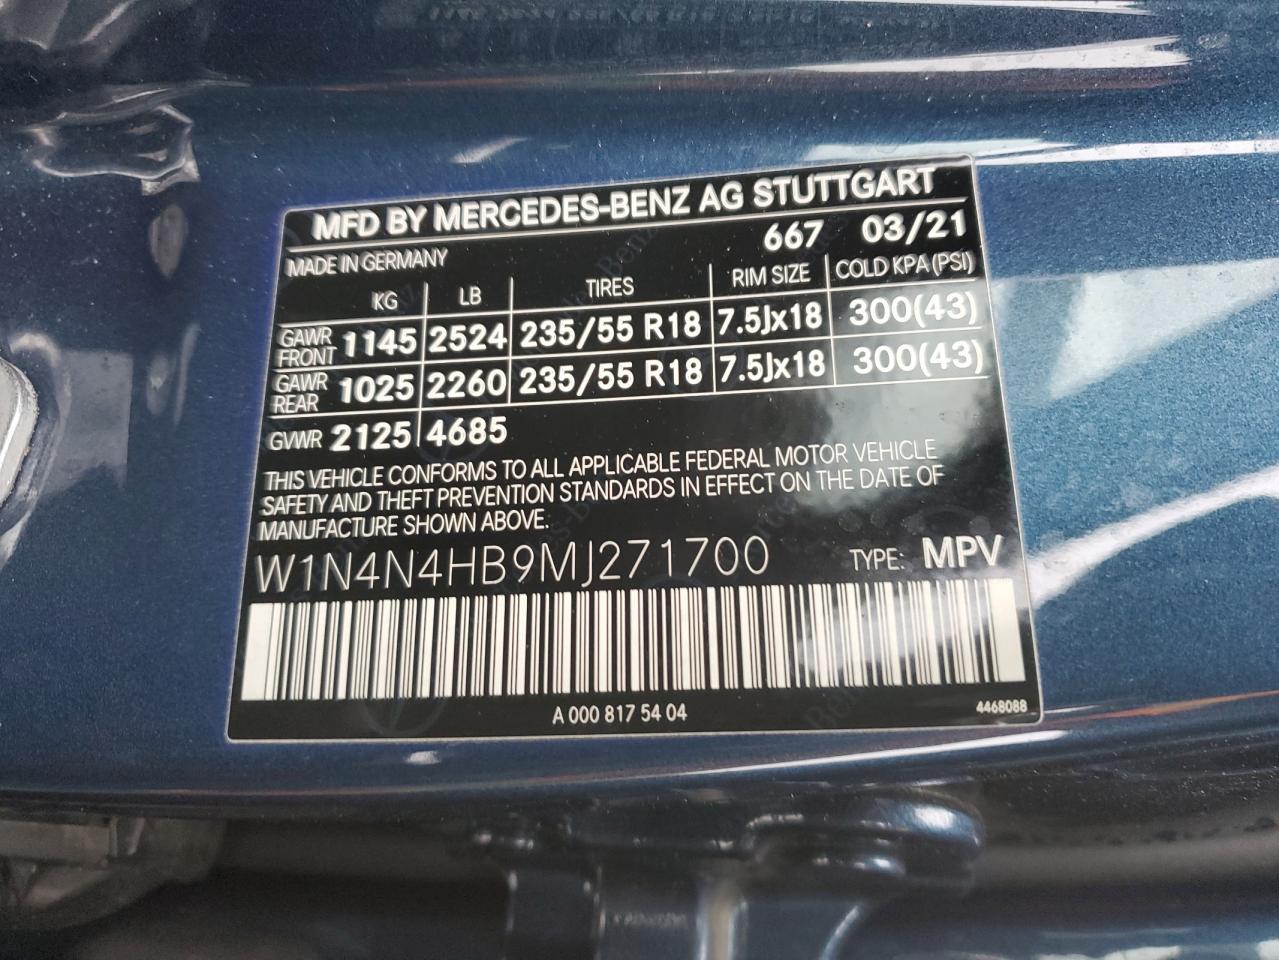 MFD BY MERCEDES-BENZ AG STUTTGART
667 03/21
MADE IN GERMANY
KG LB TIRES RIM SIZE COLD KPA (PSI)
GAWR FRONT 1145 2524 235/55 R18 7.5Jx18 300(43)
GAWR REAR 1025 2260 235/55 R18 7.5Jx18 300(43)
GVWR 2125 4685
THIS VEHICLE CONFORMS TO ALL APPLICABLE FEDERAL MOTOR VEHICLE
SAFETY AND THEFT PREVENTION STANDARDS IN EFFECT ON THE DATE OF
MANUFACTURE SHOWN ABOVE.
W1N4N4HB9MJ271700 TYPE: MPV
A 000 817 54 04
4468088